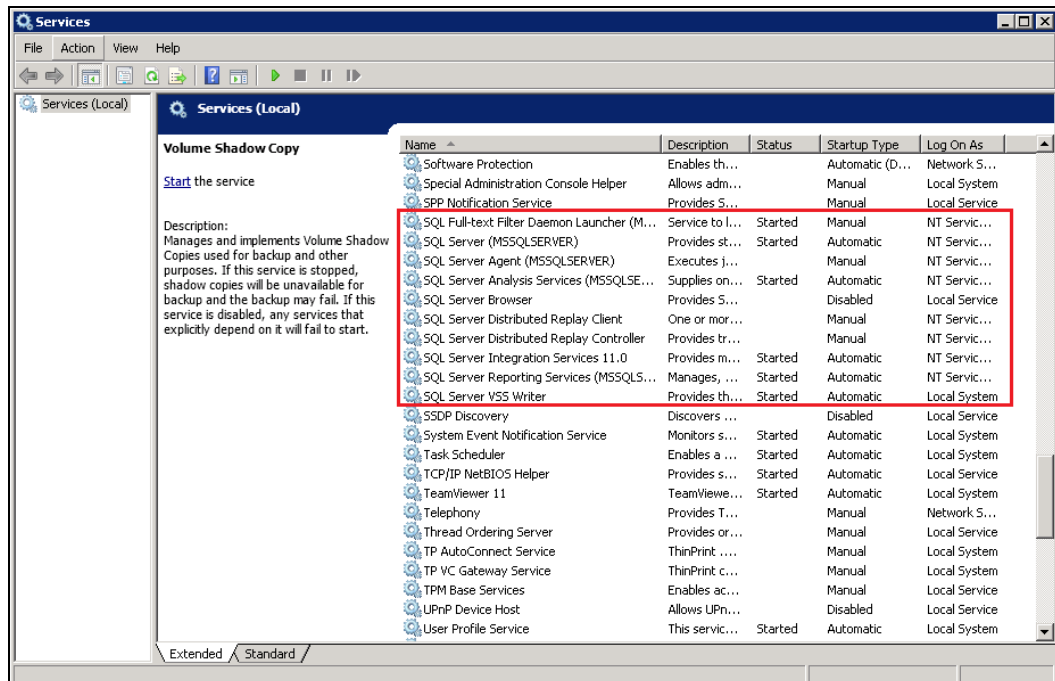 Services
File Action View Help
Services (Local)
Services (Local)
Volume Shadow Copy
Start the service
Description:
Manages and implements Volume Shadow
Copies used for backup and other
purposes. If this service is stopped,
shadow copies will be unavailable for
backup and the backup may fail. If this
service is disabled, any services that
explicitly depend on it will fail to start.
Name Description Status Startup Type Log On As
Software Protection Enables th... Automatic (D... Network S...
Special Administration Console Helper Allows adm... Manual Local System
SPP Notification Service Provides S... Manual Local Service
SQL Full-text Filter Daemon Launcher (M... Service to l... Started Manual NT Servic...
SQL Server (MSSQLSERVER) Provides st... Started Automatic NT Servic...
SQL Server Agent (MSSQLSERVER) Executes j... Manual NT Servic...
SQL Server Analysis Services (MSSQLSE... Supplies on... Started Automatic NT Servic...
SQL Server Browser Provides S... Disabled Local Service
SQL Server Distributed Replay Client One or mor... Manual NT Servic...
SQL Server Distributed Replay Controller Provides tr... Manual NT Servic...
SQL Server Integration Services 11.0 Provides m... Started Automatic NT Servic...
SQL Server Reporting Services (MSSQLS... Manages, ... Started Automatic NT Servic...
SQL Server VSS Writer Provides th... Started Automatic Local System
SSDP Discovery Discovers ... Disabled Local Service
System Event Notification Service Monitors s... Started Automatic Local System
Task Scheduler Enables a ... Started Automatic Local System
TCP/IP NetBIOS Helper Provides s... Started Automatic Local Service
TeamViewer 11 TeamViewe... Started Automatic Local System
Telephony Provides T... Manual Network S...
Thread Ordering Server Provides or... Manual Local Service
TP AutoConnect Service ThinPrint .... Manual Local System
TP VC Gateway Service ThinPrint c... Manual Local System
TPM Base Services Enables ac... Manual Local Service
UPnP Device Host Allows UPn... Disabled Local Service
User Profile Service This servic... Started Automatic Local System
Extended Standard